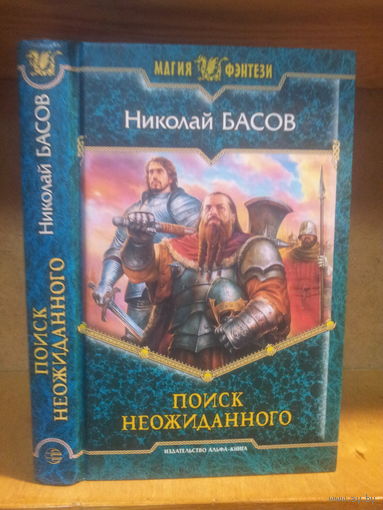 Николай БАСОВ
ПОИСК
НЕОЖИДАННОГО
МАГИЯ ФЭНТЕЗИ
Николай БАСОВ
ПОИСК
НЕОЖИДАННОГО
ИЗДАТЕЛЬСТВО АЛЬФА-КНИГА